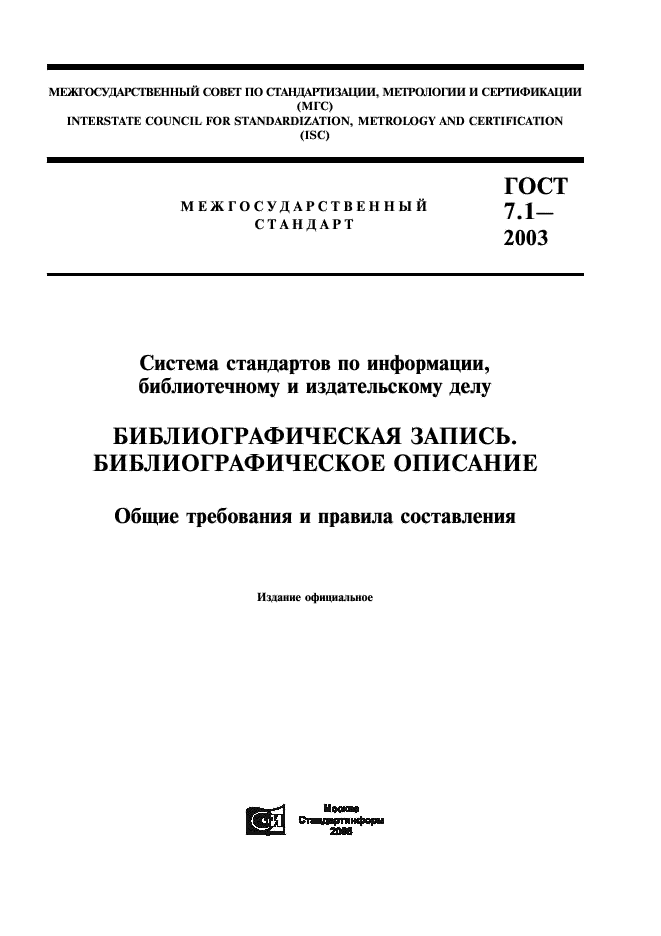 МЕЖГОСУДАРСТВЕННЫЙ СОВЕТ ПО СТАНДАРТИЗАЦИИ, МЕТРОЛОГИИ И СЕРТИФИКАЦИИ
(МГС)
INTERSTATE COUNCIL FOR STANDARDIZATION, METROLOGY AND CERTIFICATION
(ISC)
МЕЖГОСУДАРСТВЕННЫЙ
СТАНДАРТ
ГОСТ
7.1—
2003
Система стандартов по информации,
библиотечному и издательскому делу
БИБЛИОГРАФИЧЕСКАЯ ЗАПИСЬ.
БИБЛИОГРАФИЧЕСКОЕ ОПИСАНИЕ
Общие требования и правила составления
Издание официальное
Москва
Стандартинформ